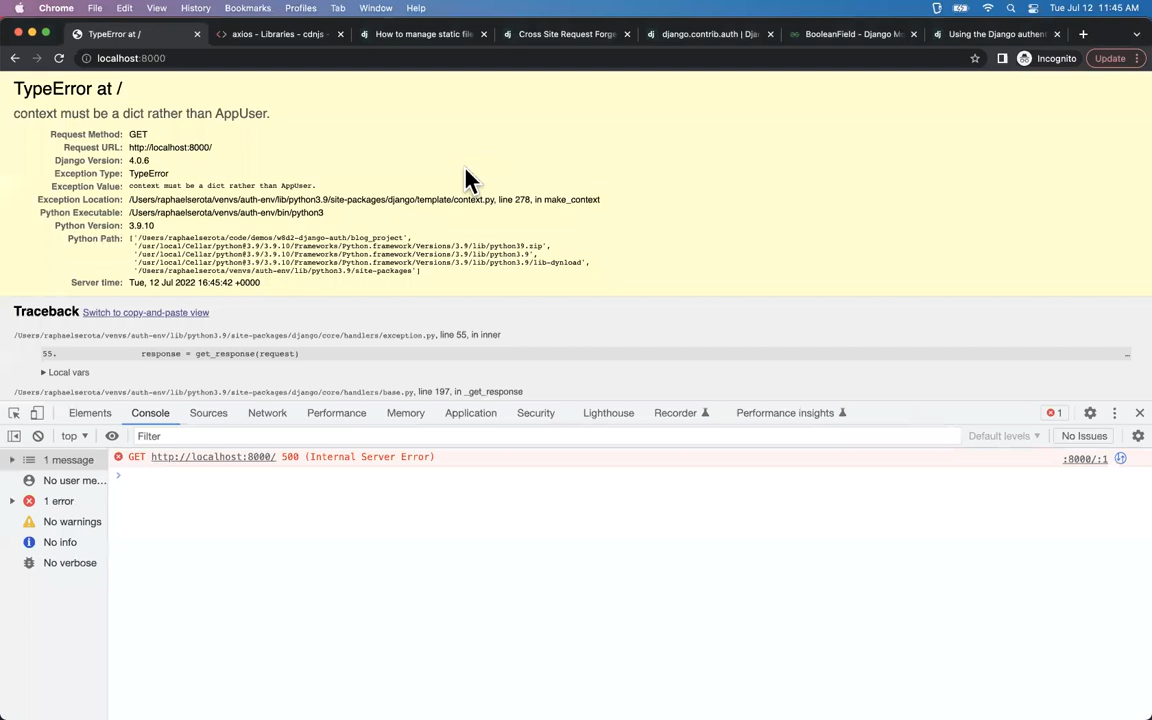 Chrome File Edit View History Bookmarks Profiles Tab Window Help Tue Jul 12 11:45 AM
TypeError at / axios - Libraries - cdnjs - How to manage static file Cross Site Request Forge django.contrib.auth | Dja BooleanField - Django Mo Using the Django authent
localhost:8000 Incognito Update
TypeError at /
context must be a dict rather than AppUser.
Request Method: GET
Request URL: http://localhost:8000/
Django Version: 4.0.6
Exception Type: TypeError
Exception Value: context must be a dict rather than AppUser.
Exception Location: /Users/raphaelserota/venvs/auth-env/lib/python3.9/site-packages/django/template/context.py, line 278, in make_context
Python Executable: /Users/raphaelserota/venvs/auth-env/bin/python3
Python Version: 3.9.10
Python Path: ['/Users/raphaelserota/code/demos/w8d2-django-auth/blog_project',
'/usr/local/Cellar/python@3.9/3.9.10/Frameworks/Python.framework/Versions/3.9/lib/python39.zip',
'/usr/local/Cellar/python@3.9/3.9.10/Frameworks/Python.framework/Versions/3.9/lib/python3.9',
'/usr/local/Cellar/python@3.9/3.9.10/Frameworks/Python.framework/Versions/3.9/lib/python3.9/lib-dynload',
'/Users/raphaelserota/venvs/auth-env/lib/python3.9/site-packages']
Server time: Tue, 12 Jul 2022 16:45:42 +0000
Traceback Switch to copy-and-paste view
/Users/raphaelserota/venvs/auth-env/lib/python3.9/site-packages/django/core/handlers/exception.py, line 55, in inner
55. response = get_response(request) …
▶ Local vars
/Users/raphaelserota/venvs/auth-env/lib/python3.9/site-packages/django/core/handlers/base.py, line 197, in _get_response
Elements Console Sources Network Performance Memory Application Security Lighthouse Recorder Performance insights 1
top ▾ Filter Default levels ▾ No Issues
1 message GET http://localhost:8000/ 500 (Internal Server Error) :8000/:1
No user me...
1 error
No warnings
No info
No verbose